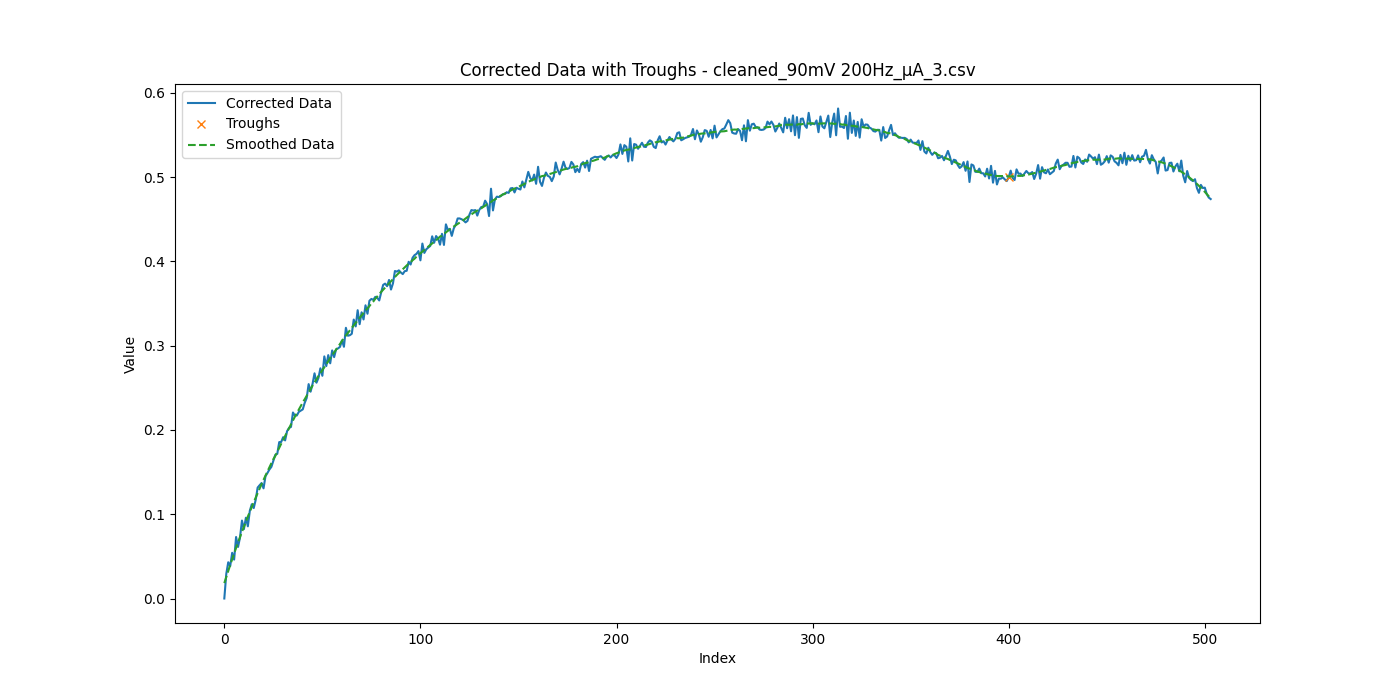 Corrected Data with Troughs - cleaned_90mV 200Hz_μA_3.csv
Corrected Data
Troughs
Smoothed Data
Value
0.6
0.5
0.4
0.3
0.2
0.1
0.0
0 100 200 300 400 500
Index